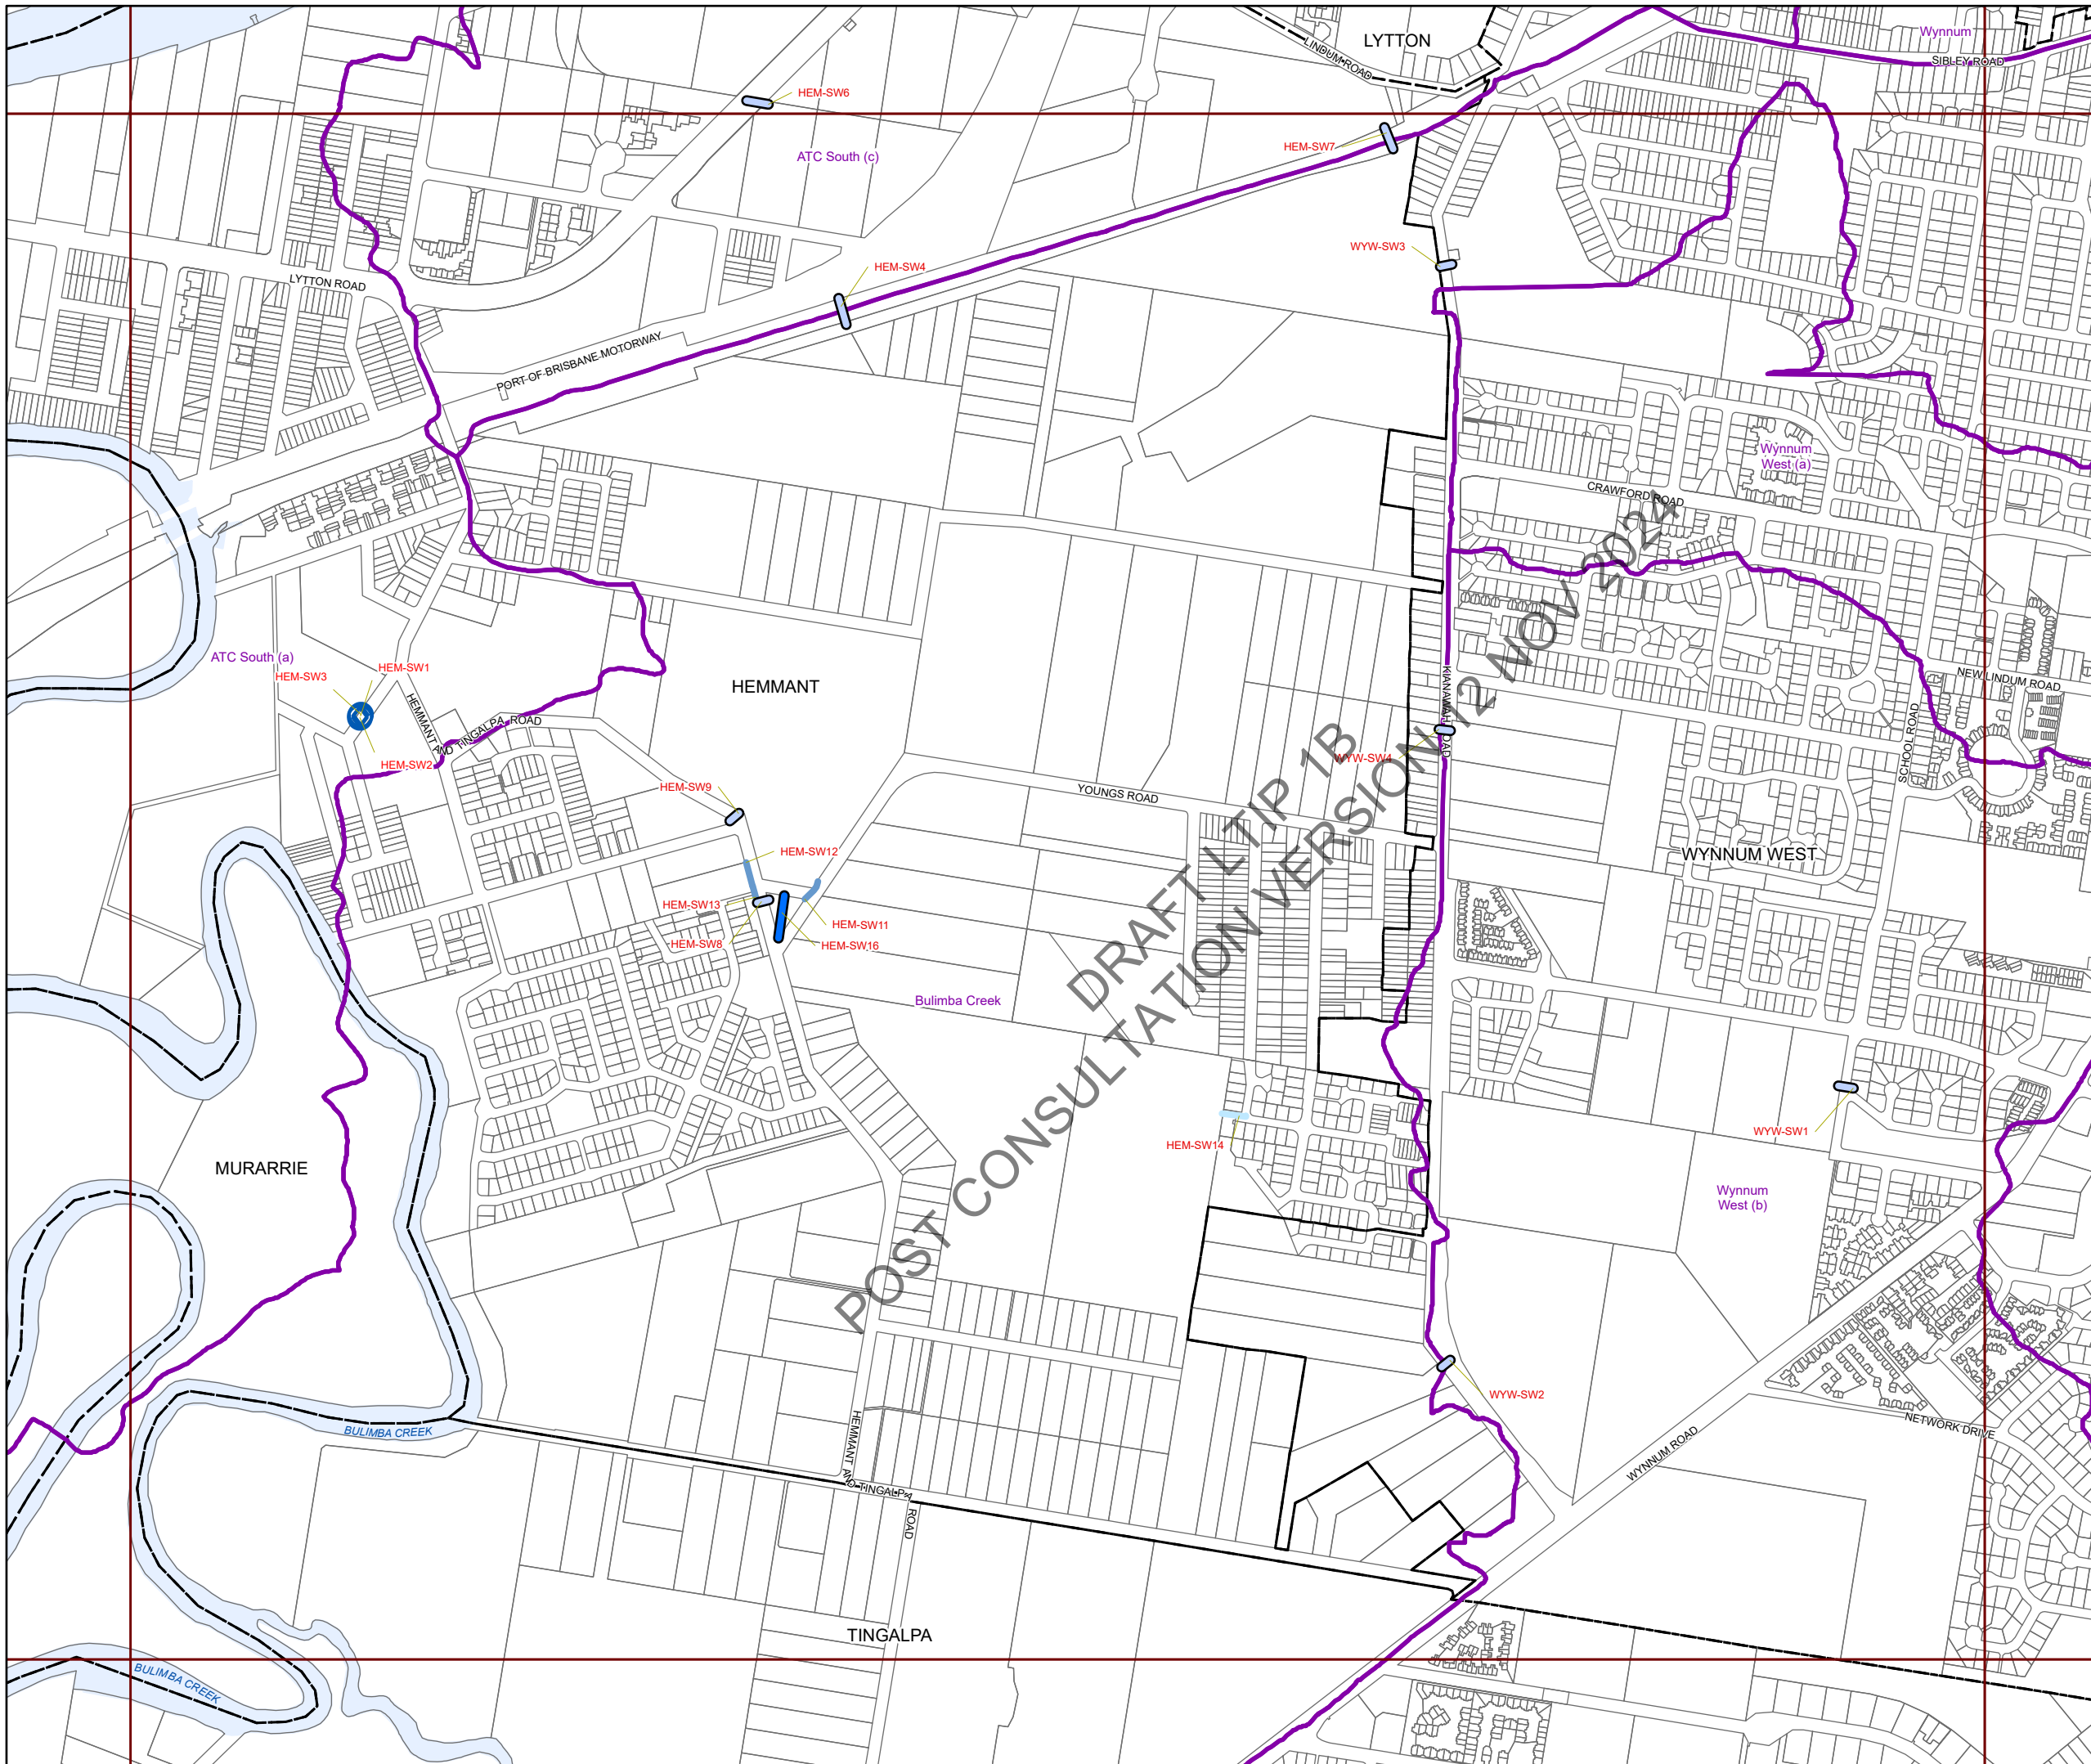 LYTTON
Wynnum
LINDUM ROAD
SIBLEY ROAD
HEM-SW6
HEM-SW7
ATC South (c)
WYW-SW3
HEM-SW4
LYTTON ROAD
PORT OF BRISBANE MOTORWAY
Wynnum
West (a)
CRAWFORD ROAD
ATC South (a)
HEM-SW1
HEM-SW3
HEMMANT
NEW LINDUM ROAD
HEMMANT AND TINGALPA ROAD
KIANAWAH ROAD
SCHOOL ROAD
HEM-SW2
WYW-SW4
HEM-SW9
YOUNGS ROAD
HEM-SW12
WYNNUM WEST
HEM-SW13
HEM-SW11
HEM-SW8
HEM-SW16
Bulimba Creek
DRAFT LTIP 1B
POST CONSULTATION VERSION 12 NOV 2024
HEM-SW14
WYW-SW1
MURARRIE
Wynnum
West (b)
WYW-SW2
BULIMBA CREEK
NETWORK DRIVE
WYNNUM ROAD
HEMMANT AND TINGALPA ROAD
TINGALPA
BULIMBA CREEK